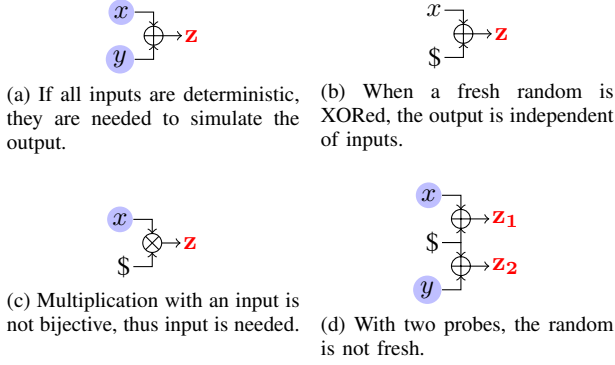 x
z
y
(a) If all inputs are deterministic,
they are needed to simulate the
output.
x
z
$
(b) When a fresh random is
XORed, the output is independent
of inputs.
x
z
$
(c) Multiplication with an input is
not bijective, thus input is needed.
x
z₁
$
z₂
y
(d) With two probes, the random
is not fresh.